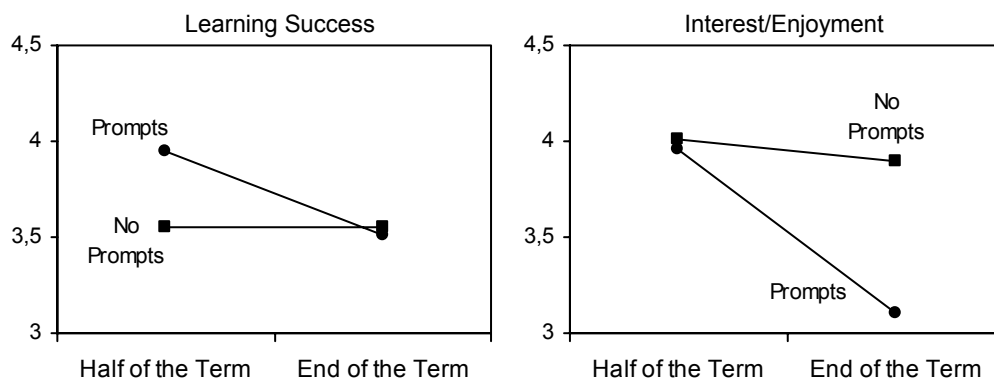 Learning Success
4,5
4
3,5
3
Prompts
No
Prompts
Half of the Term
End of the Term
Interest/Enjoyment
4,5
4
3,5
3
No
Prompts
Prompts
Half of the Term
End of the Term